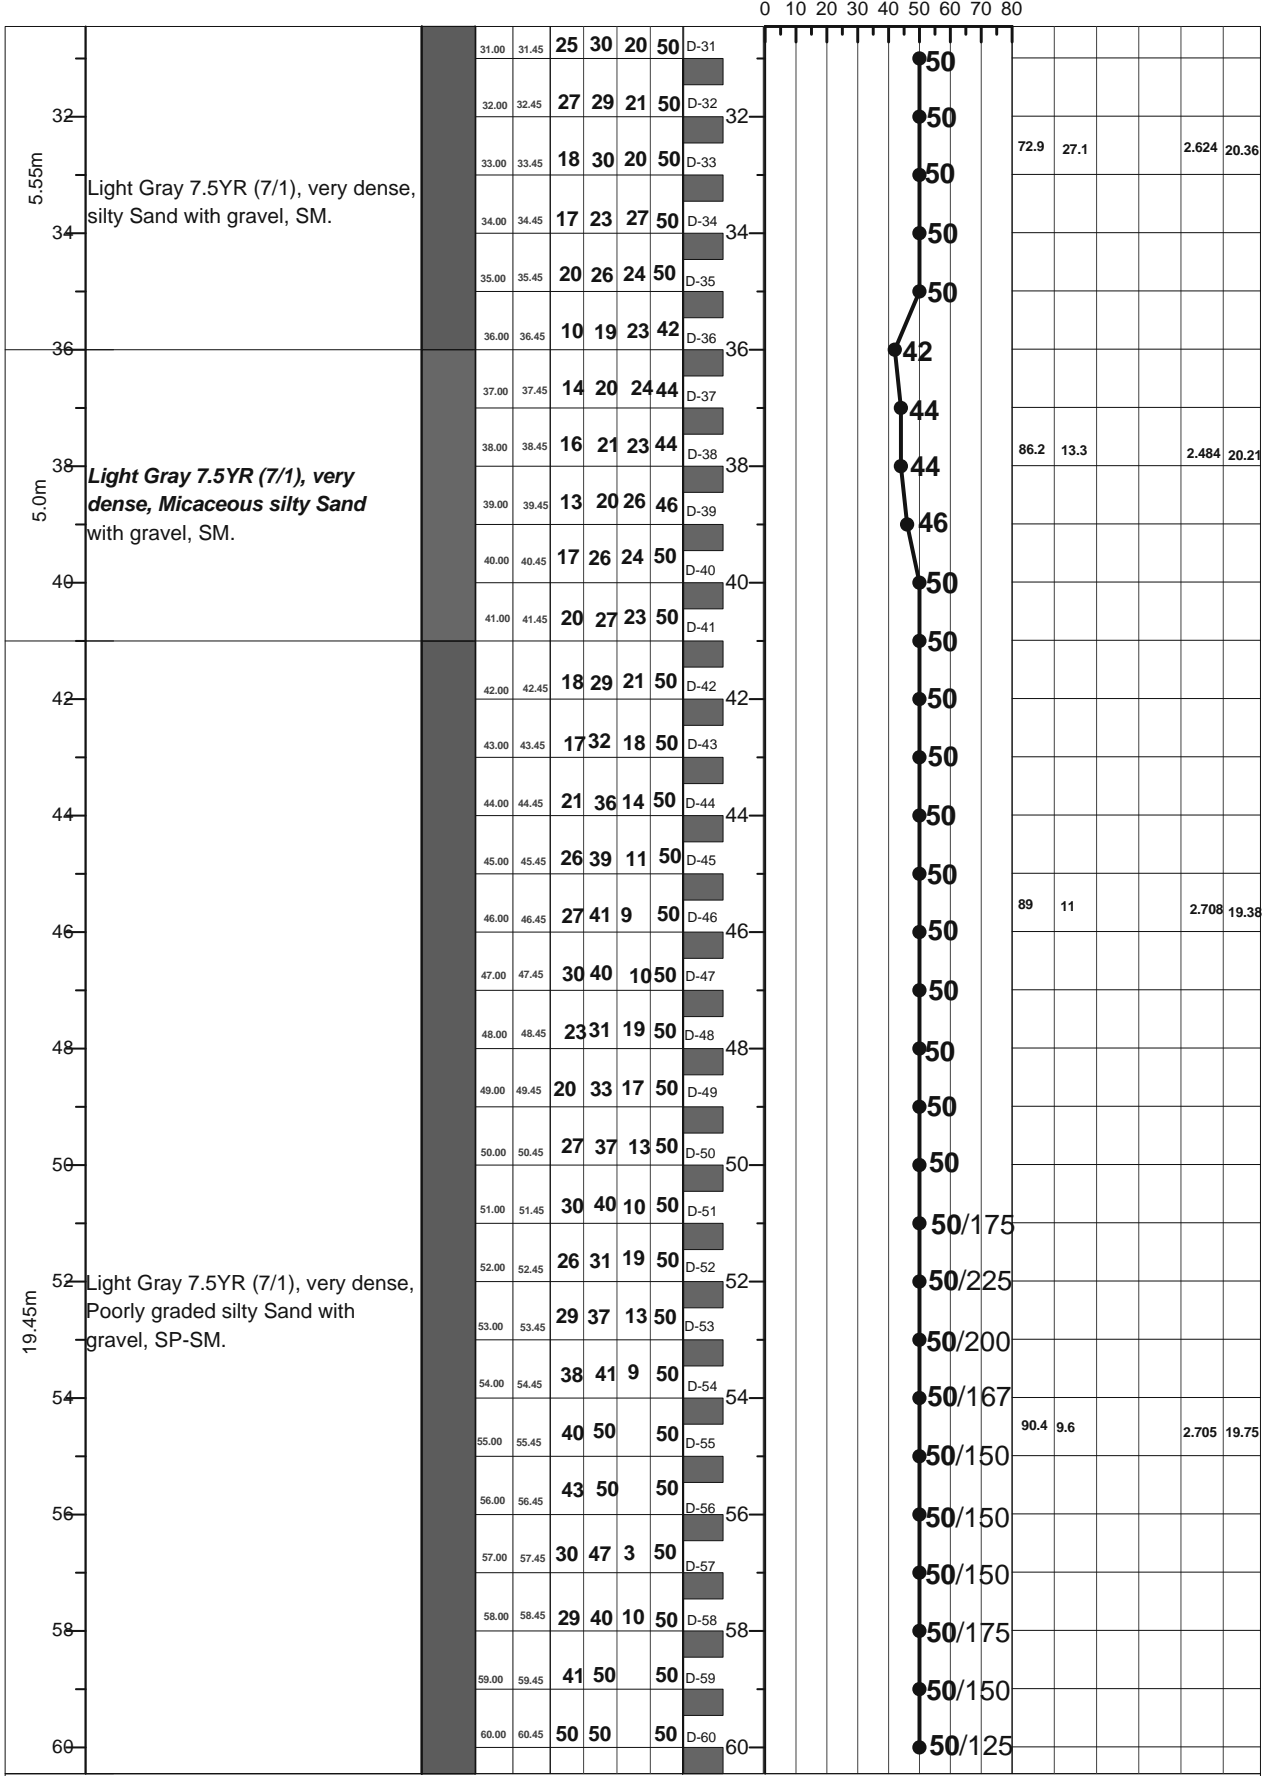 0 10 20 30 40 50 60 70 80
31.00 31.45 25 30 20 50 D-31 50
32.00 32.45 27 29 21 50 D-32
32 32 50
72.9 27.1 2.624 20.36
33.00 33.45 18 30 20 50 D-33 50
5.55m
Light Gray 7.5YR (7/1), very dense,
silty Sand with gravel, SM.
34.00 34.45 17 23 27 50 D-34
34 34 50
35.00 35.45 20 26 24 50 D-35 50
36.00 36.45 10 19 23 42 D-36
36 36 42
37.00 37.45 14 20 24 44 D-37 44
38.00 38.45 16 21 23 44 D-38 86.2 13.3 2.484 20.21
38 38 44
5.0m
Light Gray 7.5YR (7/1), very
dense, Micaceous silty Sand
with gravel, SM.
39.00 39.45 13 20 26 46 D-39 46
40.00 40.45 17 26 24 50 D-40
40 40 50
41.00 41.45 20 27 23 50 D-41 50
42.00 42.45 18 29 21 50 D-42
42 42 50
43.00 43.45 17 32 18 50 D-43 50
44.00 44.45 21 36 14 50 D-44
44 44 50
45.00 45.45 26 39 11 50 D-45 50
46.00 46.45 27 41 9 50 D-46 89 11 2.708 19.38
46 46 50
47.00 47.45 30 40 10 50 D-47 50
48.00 48.45 23 31 19 50 D-48
48 48 50
49.00 49.45 20 33 17 50 D-49 50
50.00 50.45 27 37 13 50 D-50
50 50 50
51.00 51.45 30 40 10 50 D-51 50/175
52.00 52.45 26 31 19 50 D-52
52 52 50/225
19.45m
Light Gray 7.5YR (7/1), very dense,
Poorly graded silty Sand with
gravel, SP-SM.
53.00 53.45 29 37 13 50 D-53 50/200
54.00 54.45 38 41 9 50 D-54
54 54 50/167
55.00 55.45 40 50 50 D-55 90.4 9.6 2.705 19.75
50/150
56.00 56.45 43 50 50 D-56
56 56 50/150
57.00 57.45 30 47 3 50 D-57 50/150
58.00 58.45 29 40 10 50 D-58
58 58 50/175
59.00 59.45 41 50 50 D-59 50/150
60.00 60.45 50 50 50 D-60
60 60 50/125